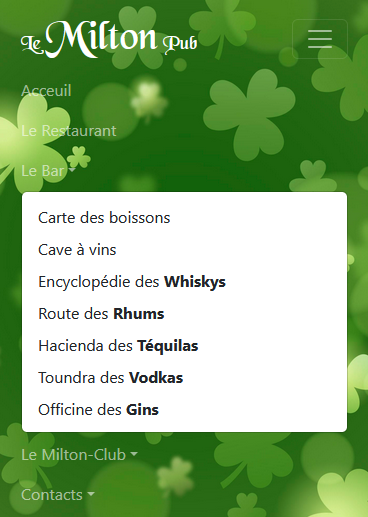 Le Milton Pub
Acceuil
Le Restaurant
Le Bar
Carte des boissons
Cave à vins
Encyclopédie des Whiskys
Route des Rhums
Hacienda des Téquilas
Toundra des Vodkas
Officine des Gins
Le Milton-Club
Contacts